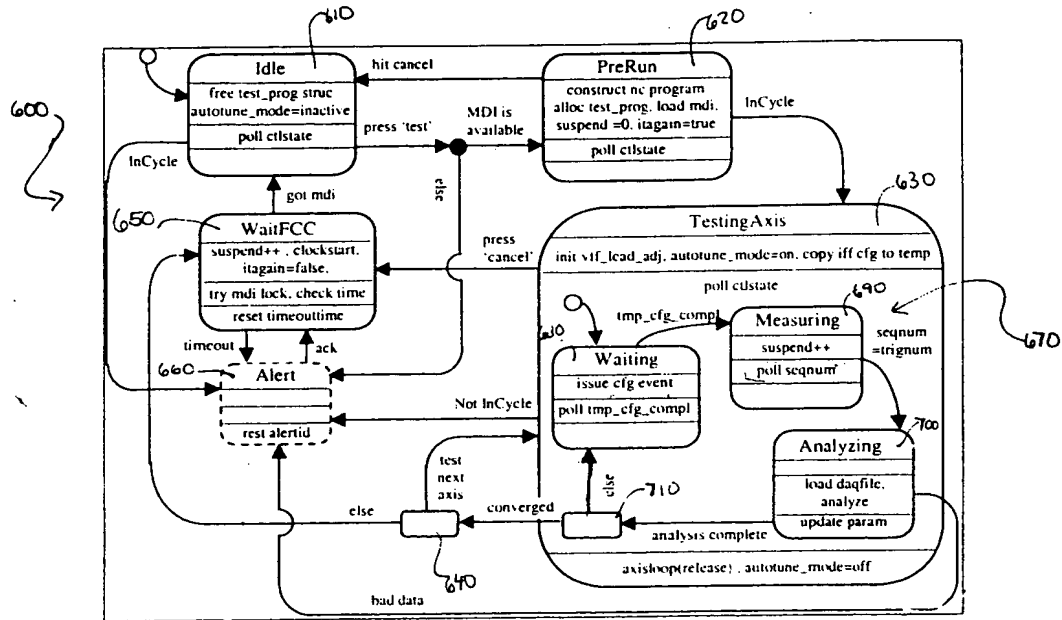 610
620
600
Idle
free test_prog struc
autotune_mode=inactive
poll ctlstate
hit cancel
PreRun
construct nc program
alloc test_prog, load mdi,
suspend =0, itagain=true
poll ctlstate
InCycle
press 'test'
MDI is
available
else
InCycle
got mdi
630
650
WaitFCC
suspend++ , clockstart,
itagain=false,
try mdi lock, check time
reset timeouttime
press
'cancel'
TestingAxis
init vff_lead_adj, autotune_mode=on, copy iff cfg to temp
poll ctlstate
690
670
tmp_cfg_compl
Measuring
suspend++
poll seqnum
seqnum
=trignum
610
Waiting
issue cfg event
poll tmp_cfg_compl
timeout
ack
660
Alert
rest alertid
Not InCycle
700
Analyzing
load daqfile,
analyze
update param
test
next
axis
else
710
else
converged
analysis complete
640
axisloop(release) , autotune_mode=off
bad data